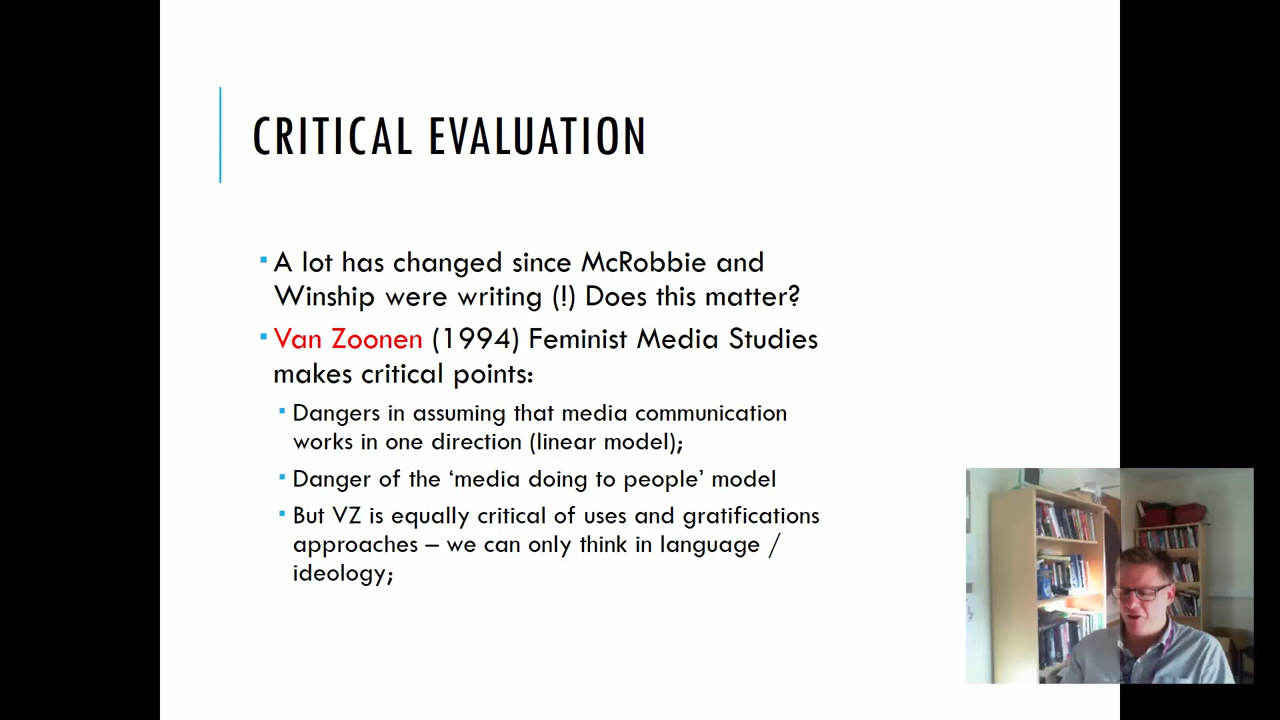 CRITICAL EVALUATION
▪ A lot has changed since McRobbie and
Winship were writing (!) Does this matter?
▪ Van Zoonen (1994) Feminist Media Studies
makes critical points:
▪ Dangers in assuming that media communication
works in one direction (linear model);
▪ Danger of the ‘media doing to people’ model
▪ But VZ is equally critical of uses and gratifications
approaches – we can only think in language /
ideology;